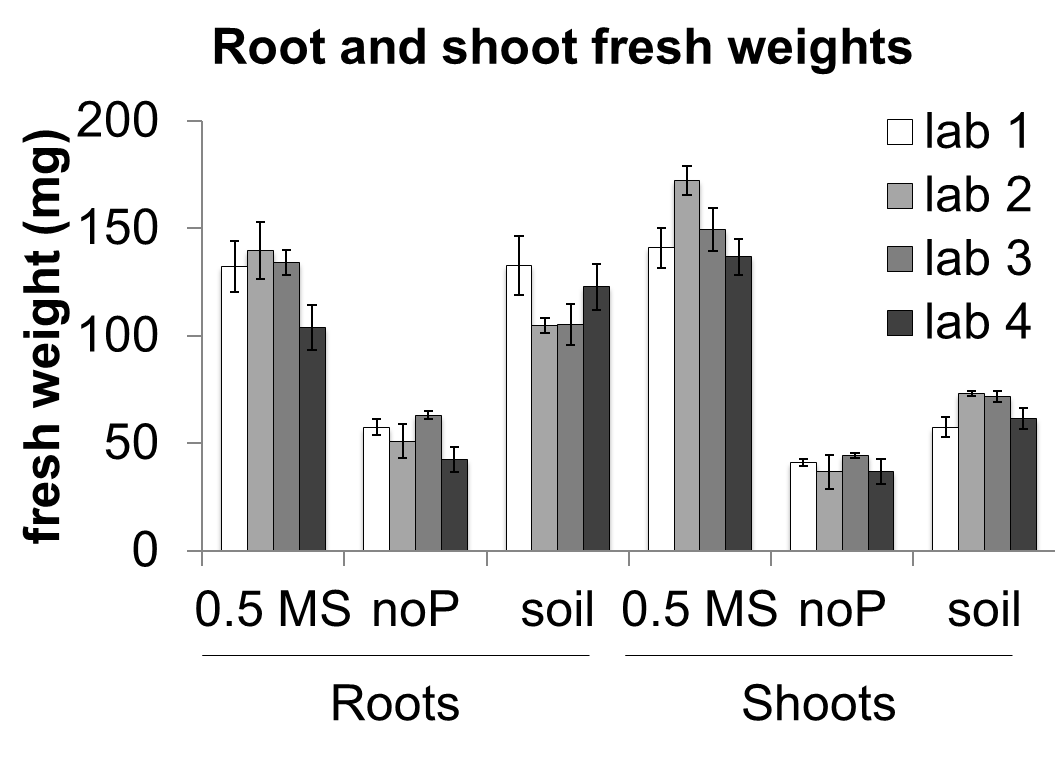 Root and shoot fresh weights
fresh weight (mg)
200
150
100
50
0
lab 1
lab 2
lab 3
lab 4
0.5 MS noP soil 0.5 MS noP soil
Roots Shoots